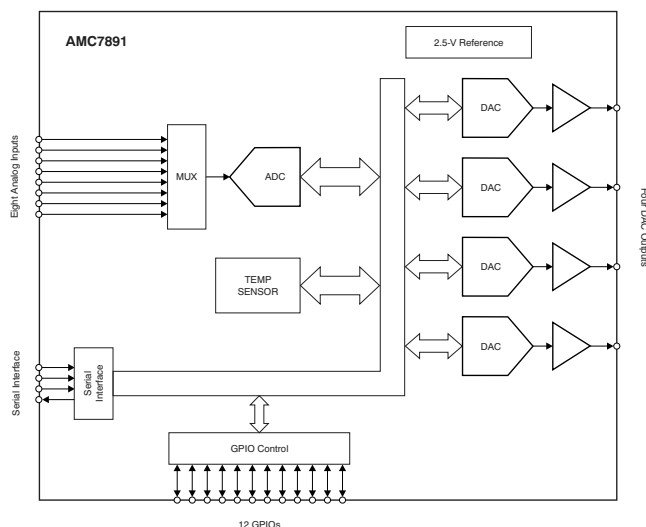 AMC7891
2.5-V Reference
Eight Analog Inputs
MUX
ADC
DAC
DAC
DAC
DAC
Four DAC Outputs
TEMP
SENSOR
Serial Interface
Serial
Interface
GPIO Control
12 GPIOs